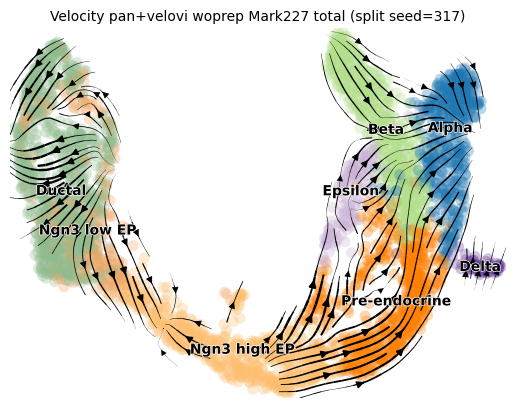 Velocity pan+velovi woprep Mark227 total (split seed=317)
Beta
Alpha
Ductal
Epsilon
Ngn3 low EP
Delta
Pre-endocrine
Ngn3 high EP